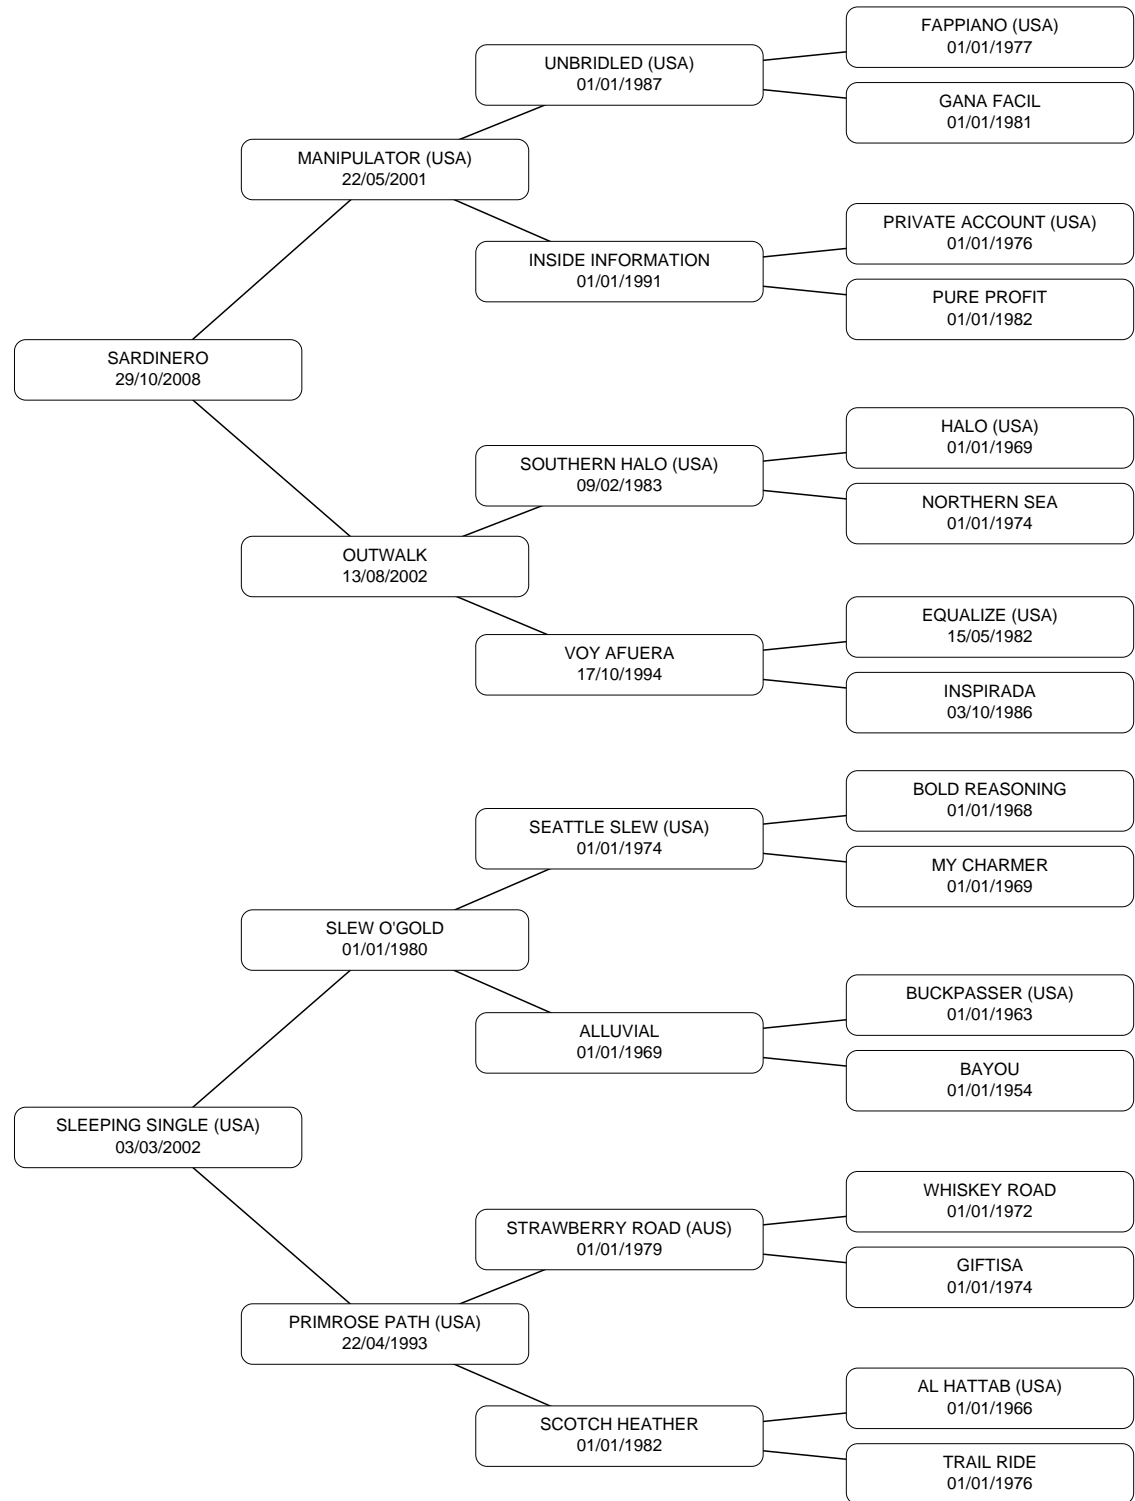 FAPPIANO (USA)
01/01/1977
UNBRIDLED (USA)
01/01/1987
GANA FACIL
01/01/1981
MANIPULATOR (USA)
22/05/2001
PRIVATE ACCOUNT (USA)
01/01/1976
INSIDE INFORMATION
01/01/1991
PURE PROFIT
01/01/1982
SARDINERO
29/10/2008
HALO (USA)
01/01/1969
SOUTHERN HALO (USA)
09/02/1983
NORTHERN SEA
01/01/1974
OUTWALK
13/08/2002
EQUALIZE (USA)
15/05/1982
VOY AFUERA
17/10/1994
INSPIRADA
03/10/1986
BOLD REASONING
01/01/1968
SEATTLE SLEW (USA)
01/01/1974
MY CHARMER
01/01/1969
SLEW O'GOLD
01/01/1980
BUCKPASSER (USA)
01/01/1963
ALLUVIAL
01/01/1969
BAYOU
01/01/1954
SLEEPING SINGLE (USA)
03/03/2002
WHISKEY ROAD
01/01/1972
STRAWBERRY ROAD (AUS)
01/01/1979
GIFTISA
01/01/1974
PRIMROSE PATH (USA)
22/04/1993
AL HATTAB (USA)
01/01/1966
SCOTCH HEATHER
01/01/1982
TRAIL RIDE
01/01/1976